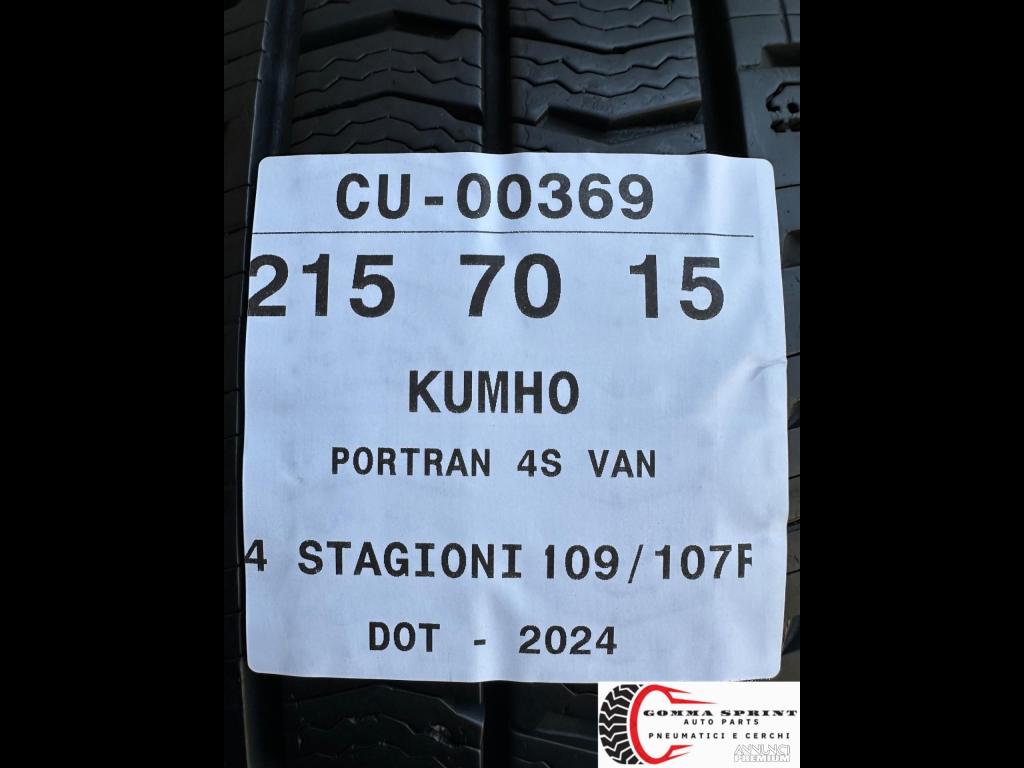 CU-00369
215 70 15
KUMHO
PORTRAN 4S VAN
4 STAGIONI 109/107R
DOT - 2024
GOMMA SPRINT
AUTO PARTS
PNEUMATICI E CERCHI
ANNUNCI
PREMIUM